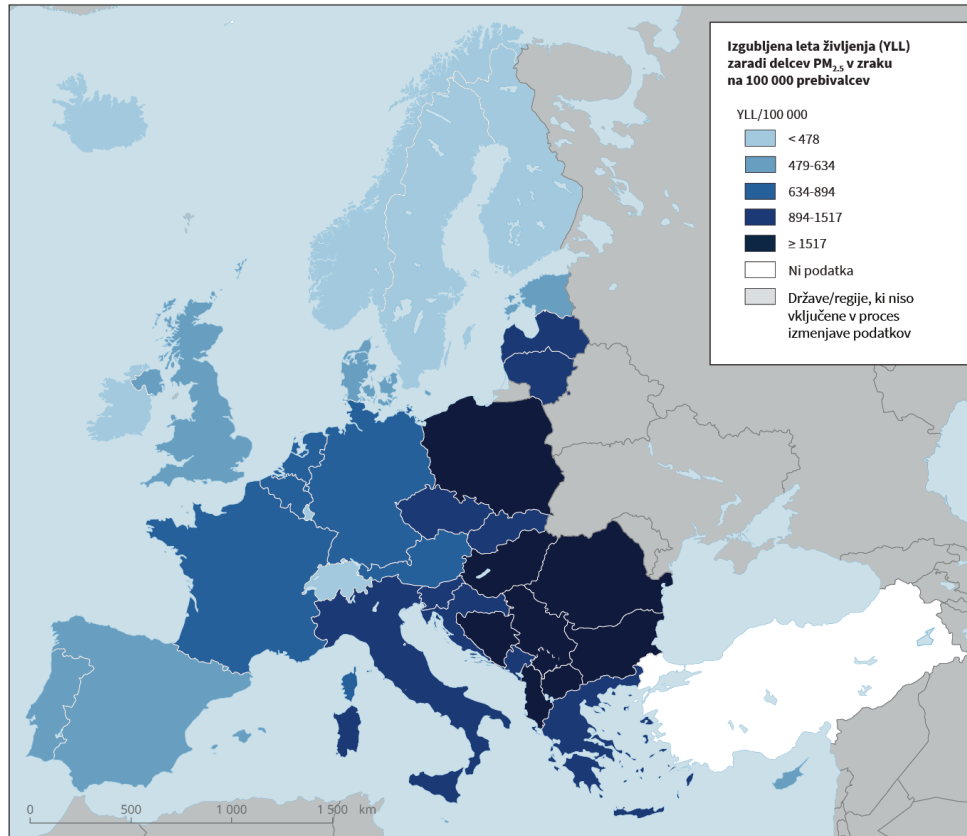 Izgubljena leta življenja (YLL)
zaradi delcev PM2.5 v zraku
na 100 000 prebivalcev
YLL/100 000
< 478
479-634
634-894
894-1517
≥ 1517
Ni podatka
Države/regije, ki niso
vključene v proces
izmenjave podatkov
0 500 1 000 1 500 km